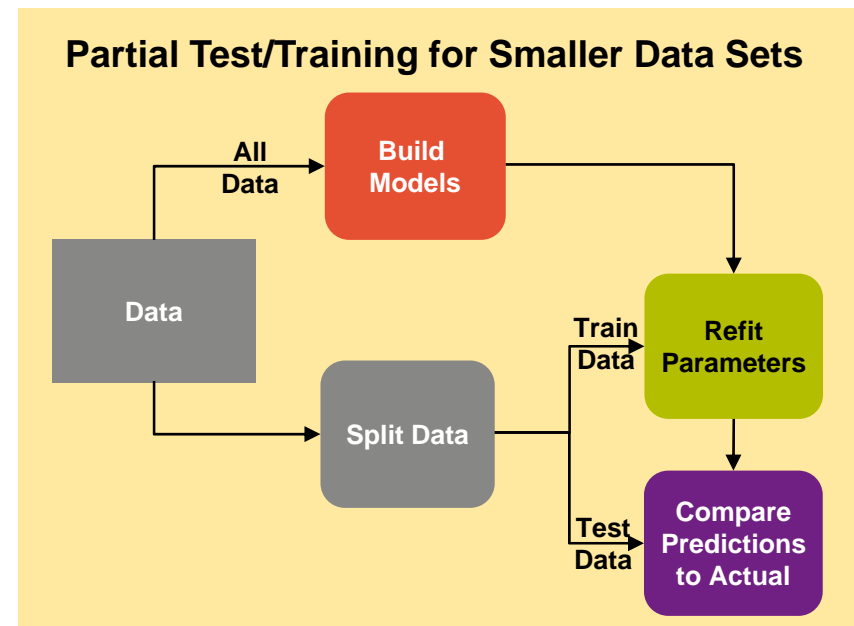 Partial Test/Training for Smaller Data Sets
All
Data
Build
Models
Data
Train
Data
Refit
Parameters
Split Data
Test
Data
Compare
Predictions
to Actual